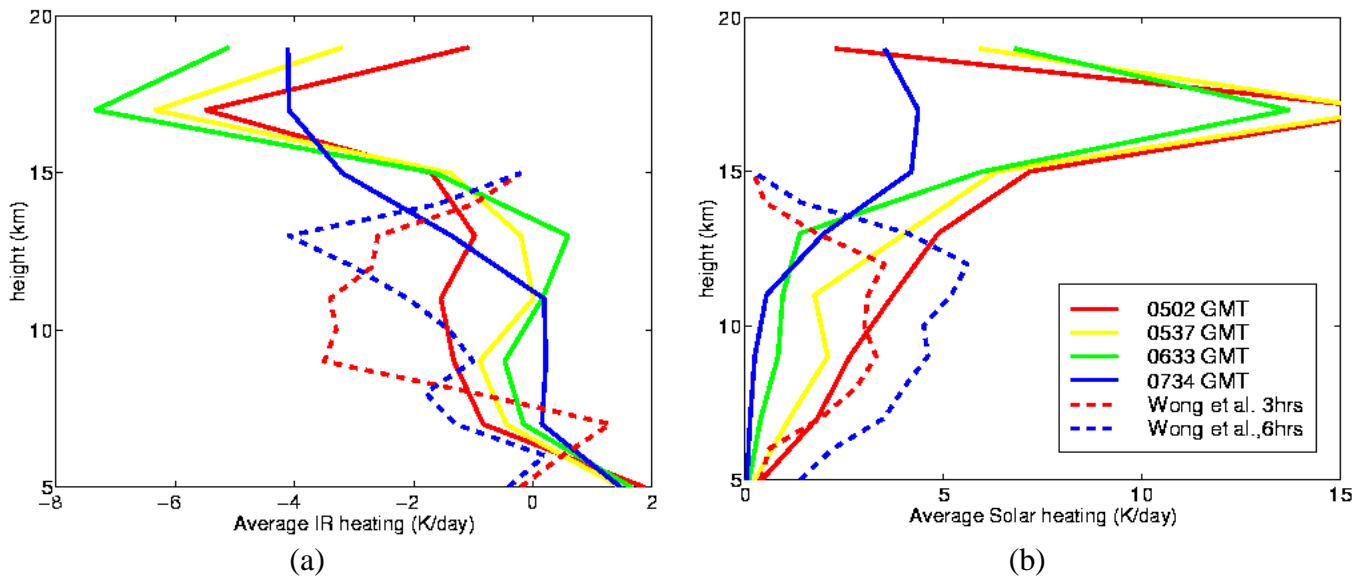 20
15
10
5
height (km)
−8
−6
−4
−2
0
2
Average IR heating (K/day)
(a)
20
15
10
5
height (km)
0
5
10
15
Average Solar heating (K/day)
(b)
0502 GMT
0537 GMT
0633 GMT
0734 GMT
Wong et al. 3hrs
Wong et al.,6hrs